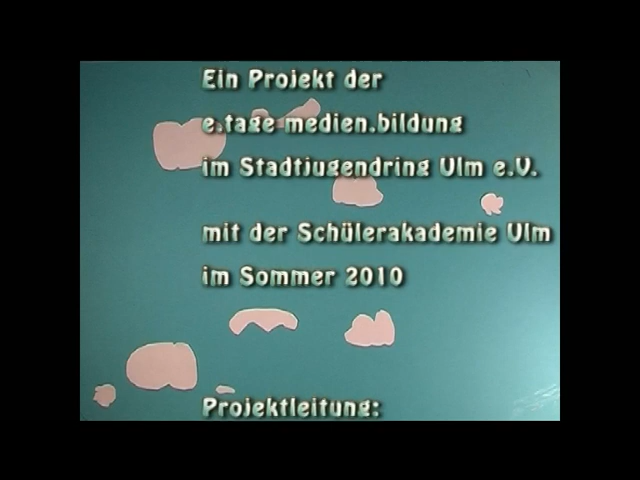 Ein Projekt der
e.tage medien.bildung
im Stadtjugendring Ulm e.V.
mit der Schülerakademie Ulm
im Sommer 2010
Projektleitung: